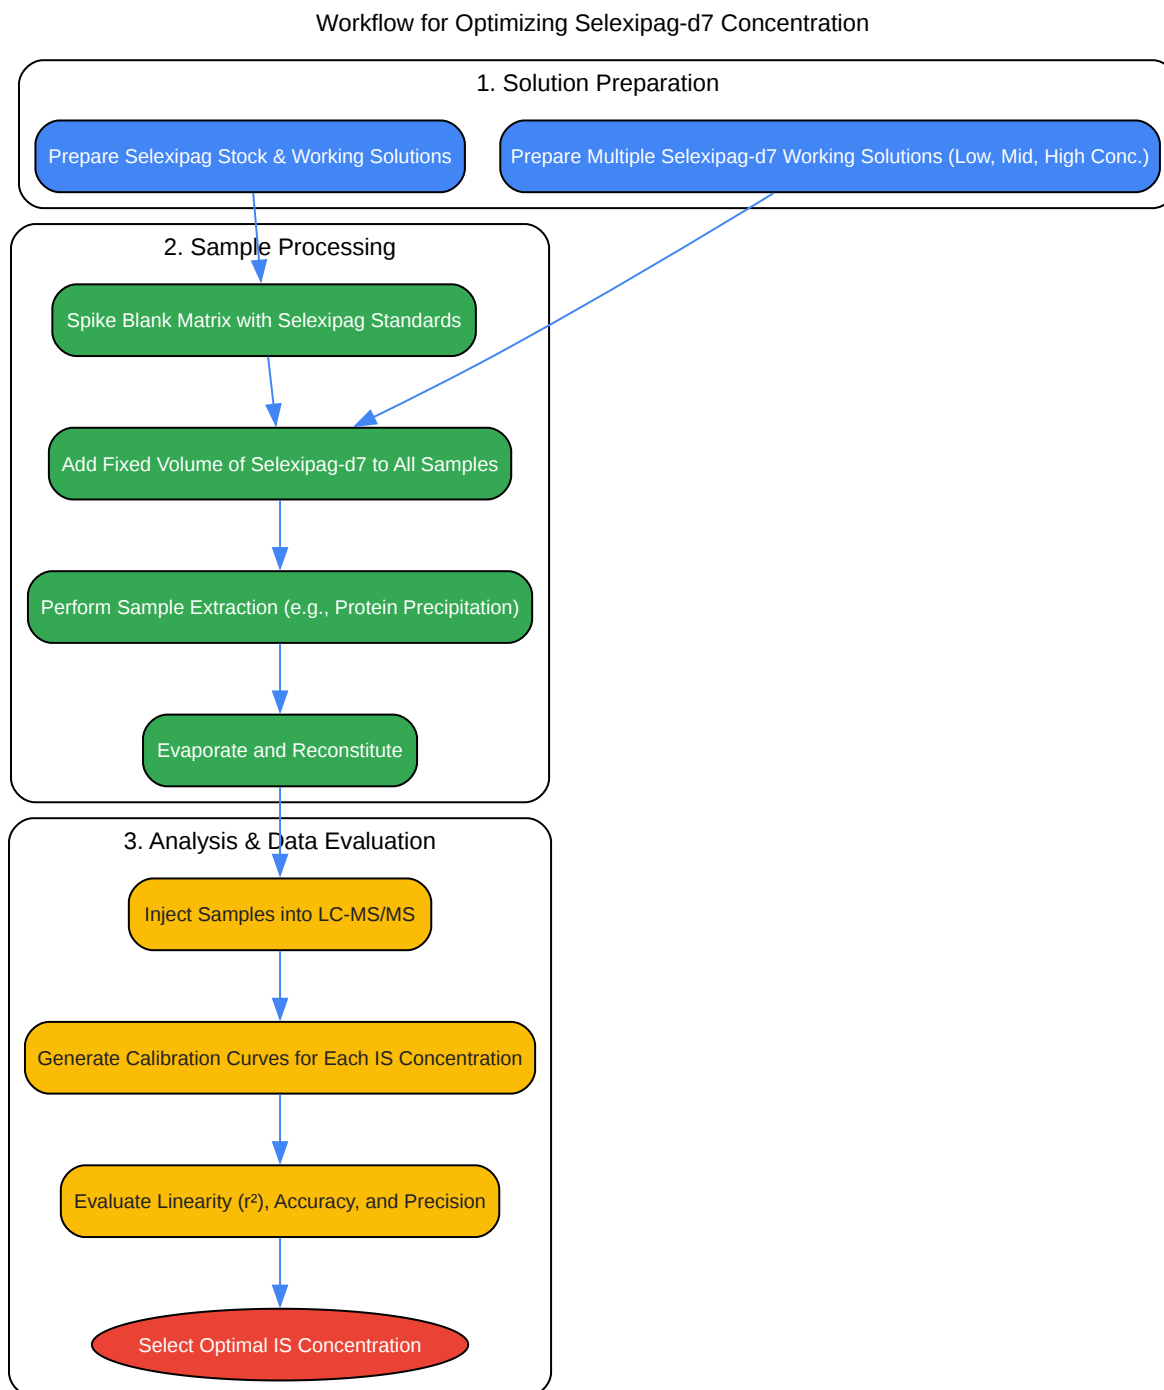 Workflow for Optimizing Selexipag-d7 Concentration
1. Solution Preparation
Prepare Selexipag Stock & Working Solutions
Prepare Multiple Selexipag-d7 Working Solutions (Low, Mid, High Conc.)
2. Sample Processing
Spike Blank Matrix with Selexipag Standards
Add Fixed Volume of Selexipag-d7 to All Samples
Perform Sample Extraction (e.g., Protein Precipitation)
Evaporate and Reconstitute
3. Analysis & Data Evaluation
Inject Samples into LC-MS/MS
Generate Calibration Curves for Each IS Concentration
Evaluate Linearity (r²), Accuracy, and Precision
Select Optimal IS Concentration